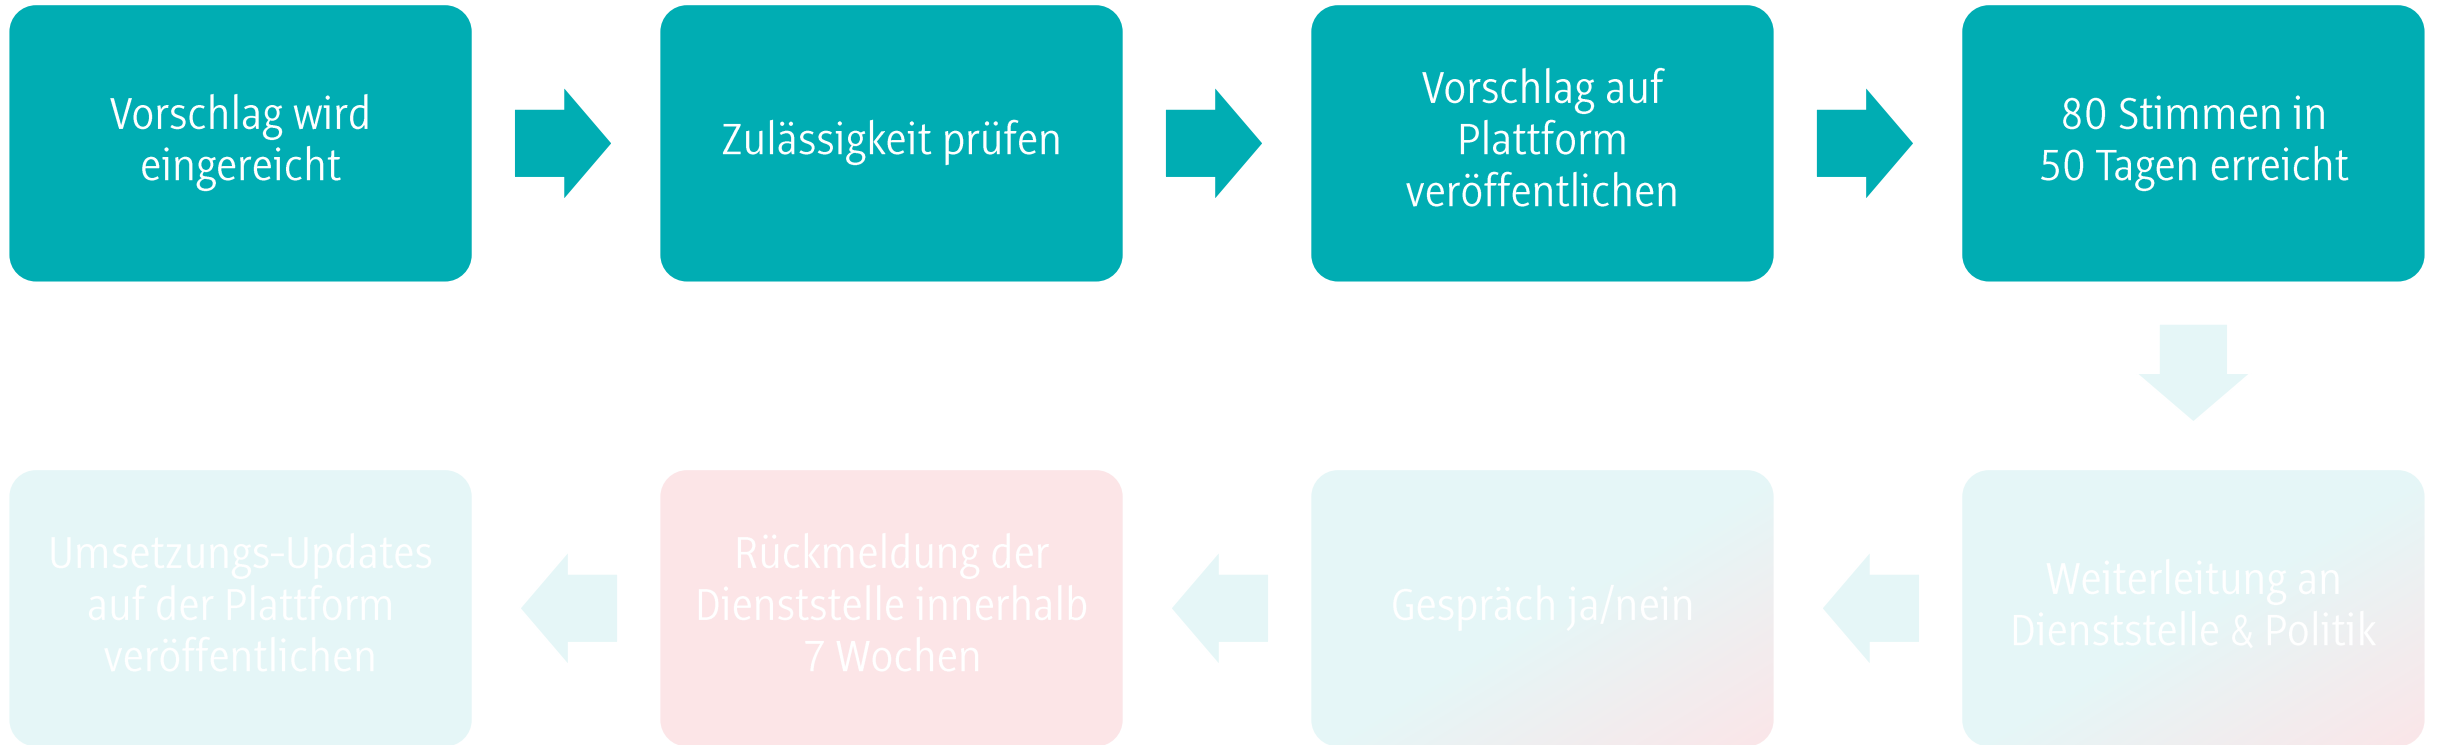 Vorschlag wird
eingereicht
Zulässigkeit prüfen
Vorschlag auf
Plattform
veröffentlichen
80 Stimmen in
50 Tagen erreicht
Weiterleitung an
Dienststelle & Politik
Gespräch ja/nein
Rückmeldung der
Dienststelle innerhalb
7 Wochen
Umsetzungs-Updates
auf der Plattform
veröffentlichen